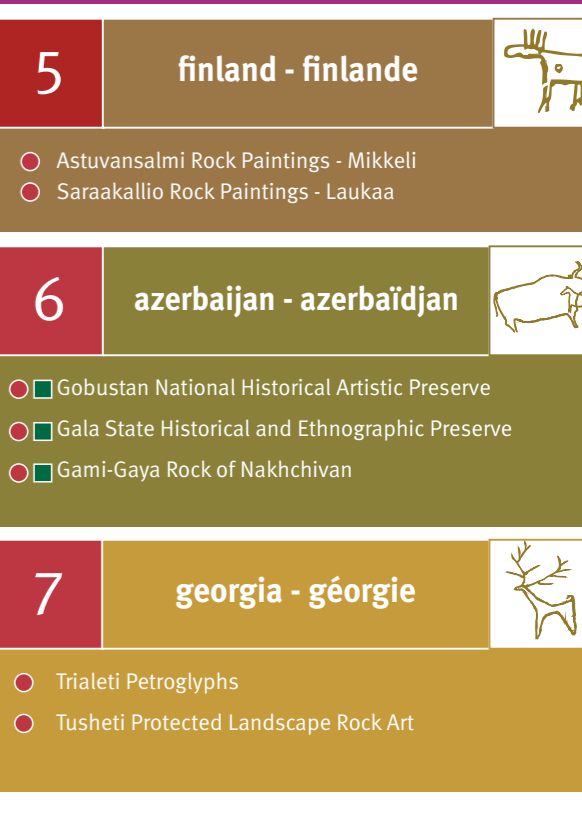 5
finland - finlande
Astuvansalmi Rock Paintings - Mikkeli
Saraakallio Rock Paintings - Laukaa
6
azerbaijan - azerbaïdjan
Gobustan National Historical Artistic Preserve
Gala State Historical and Ethnographic Preserve
Gami-Gaya Rock of Nakhchivan
7
georgia - géorgie
Trialeti Petroglyphs
Tusheti Protected Landscape Rock Art